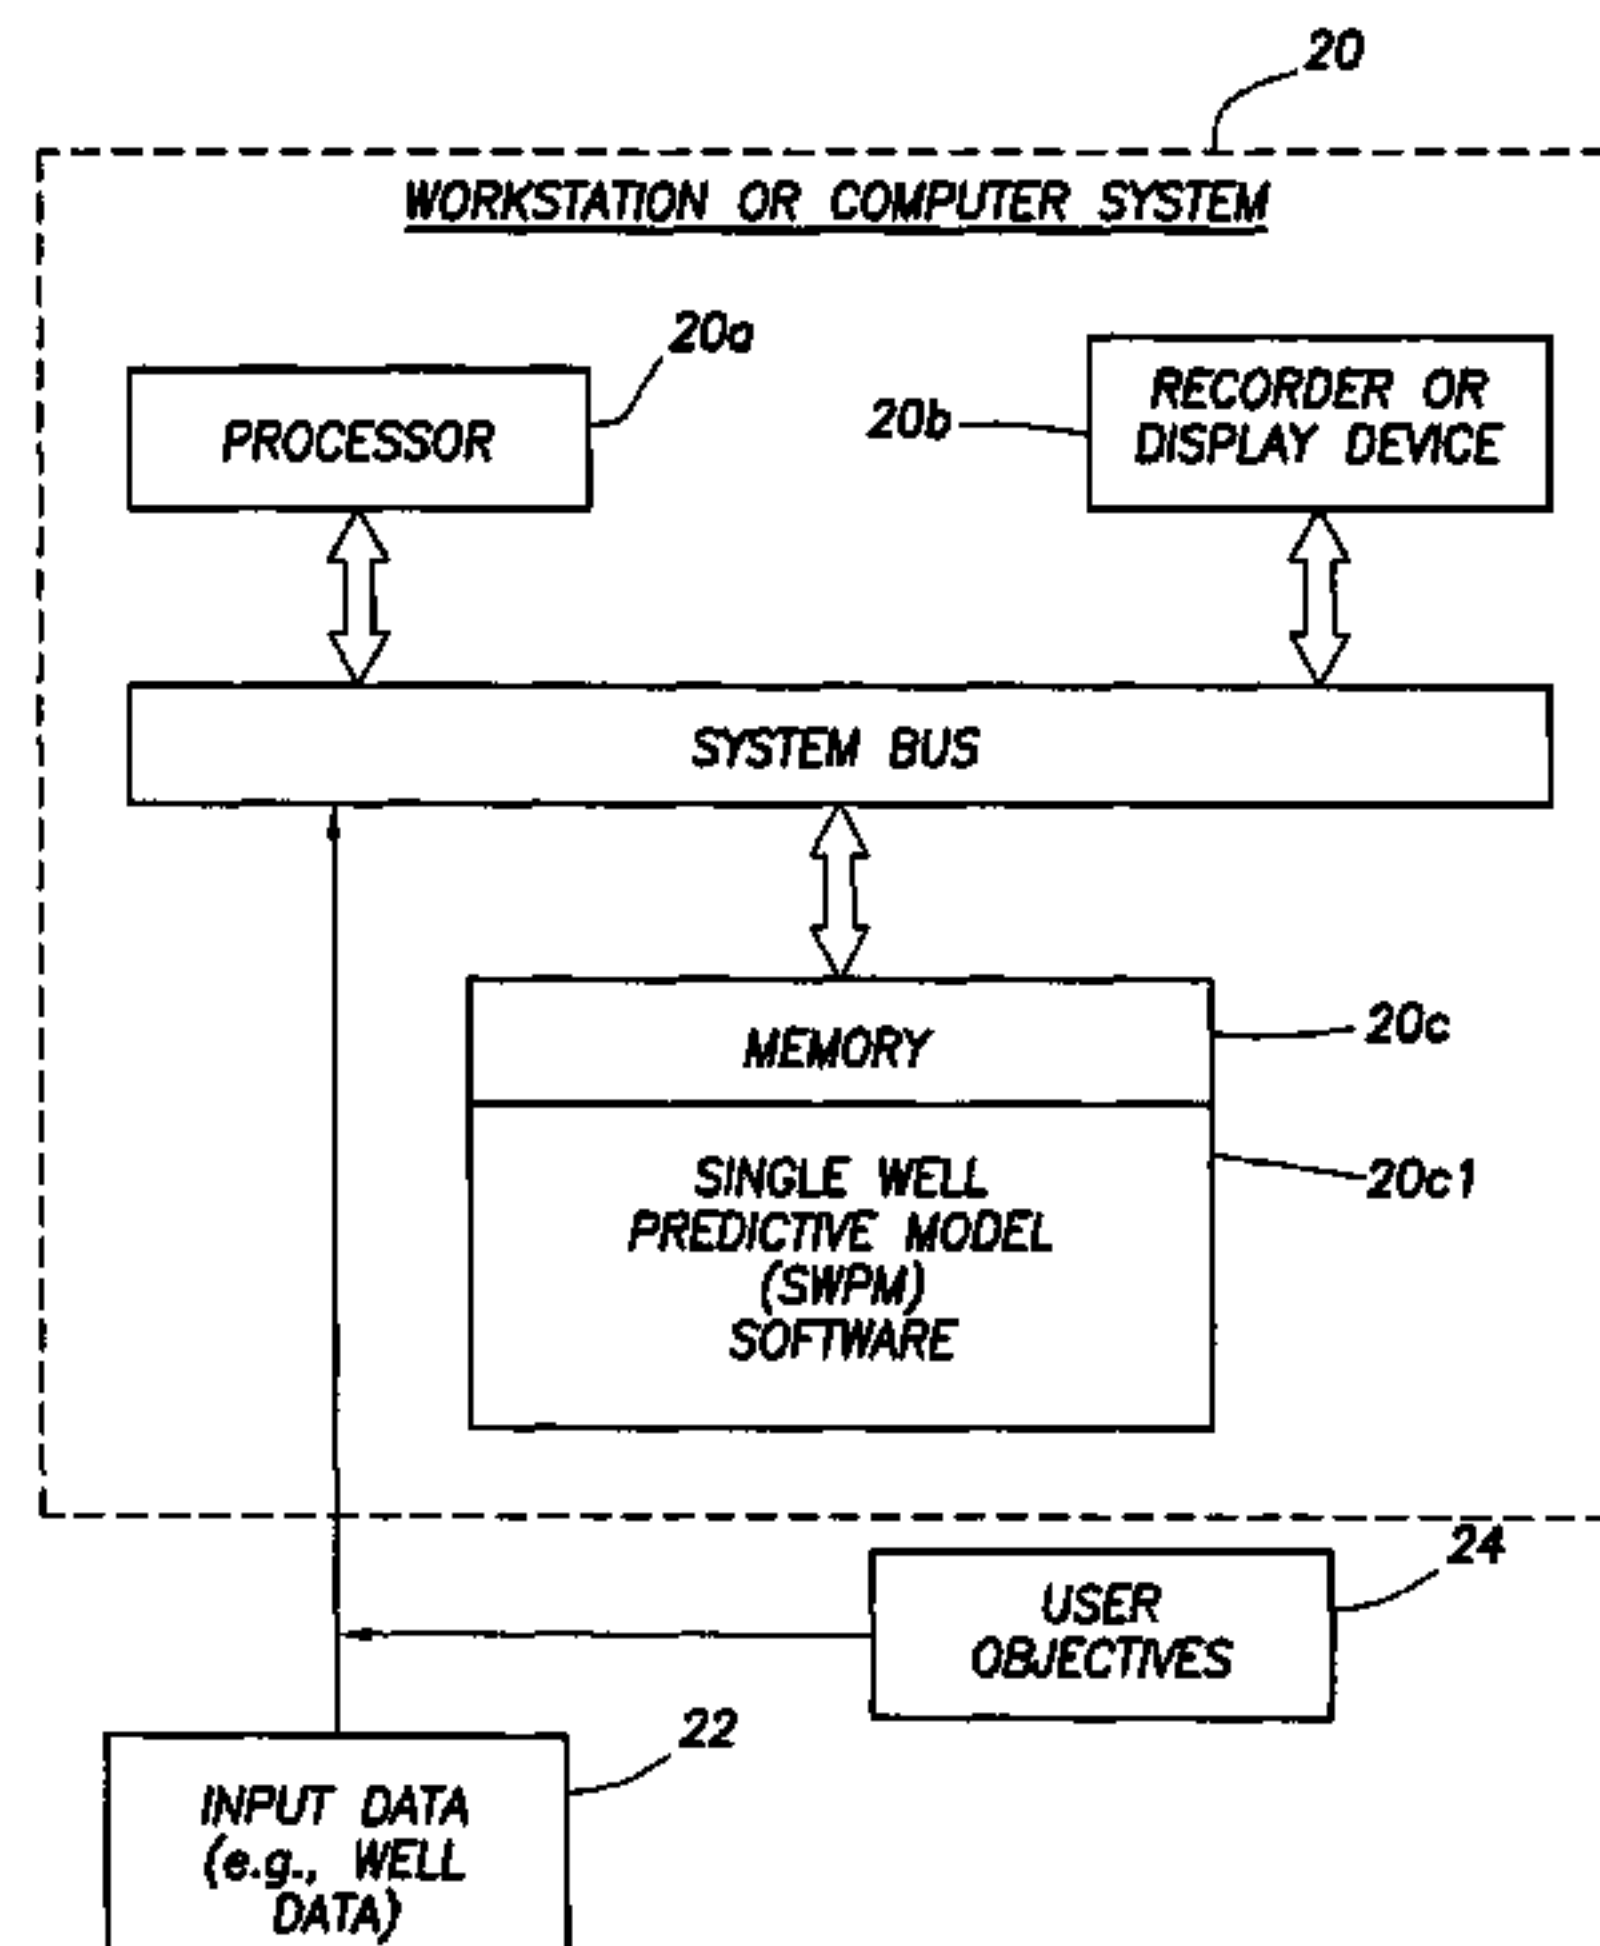 20
WORKSTATION OR COMPUTER SYSTEM
20a
PROCESSOR
RECORDER OR
DISPLAY DEVICE
20b
SYSTEM BUS
MEMORY
20c
SINGLE WELL
PREDICTIVE MODEL
(SWPM)
SOFTWARE
20c1
24
USER
OBJECTIVES
22
INPUT DATA
(e.g., WELL
DATA)